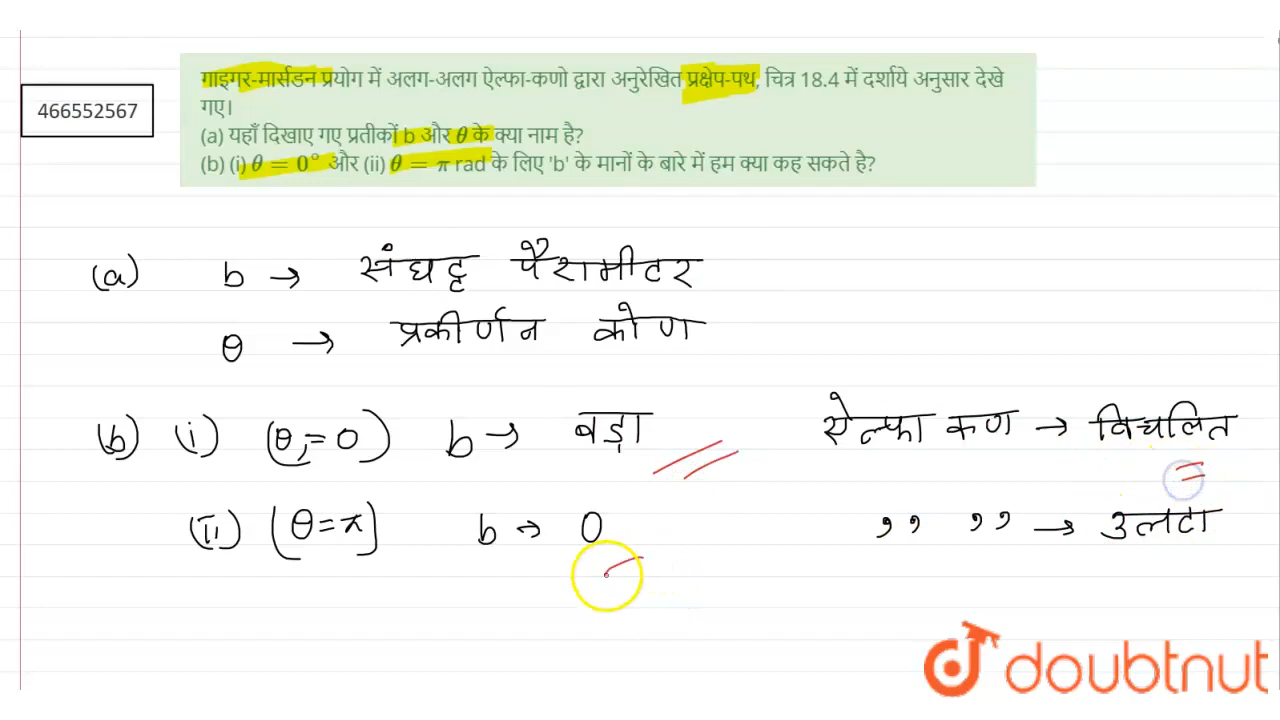 466552567
गाइगर-मार्सडन प्रयोग में अलग-अलग ऐल्फा-कणो द्वारा अनुरेखित प्रक्षेप-पथ, चित्र 18.4 में दर्शाये अनुसार देखे
गए।
(a) यहाँ दिखाए गए प्रतीकों b और θ के क्या नाम है?
(b) (i) θ = 0° और (ii) θ = π rad के लिए 'b' के मानों के बारे में हम क्या कह सकते है?
(a) b → संघट्ट पैरामीटर
θ → प्रकीर्णन कोण
(b) (i) (θ, = 0) b → बड़ा ऐल्फा कण → विचलित
(ii) (θ = π) b → 0 ,, ,, → उलटा
doubtnut